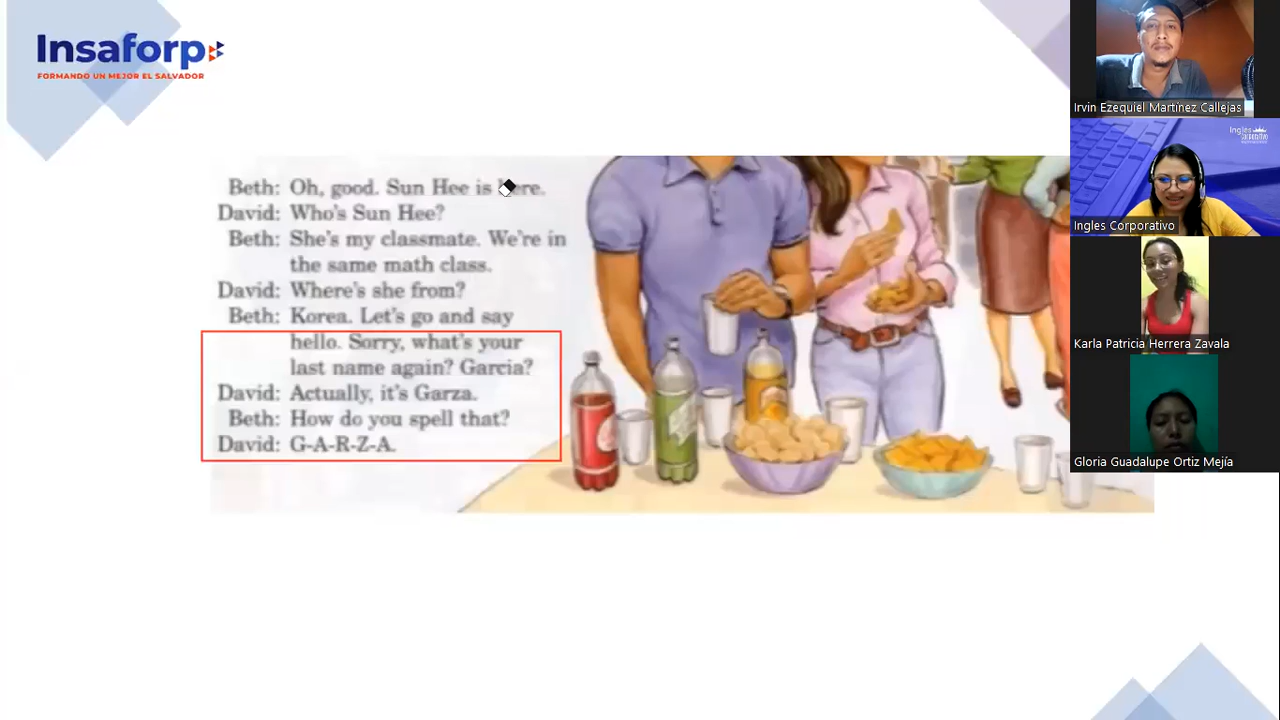 Insaforp
FORMANDO UN MEJOR EL SALVADOR
Beth: Oh, good. Sun Hee is here.
David: Who's Sun Hee?
Beth: She's my classmate. We're in
the same math class.
David: Where's she from?
Beth: Korea. Let's go and say
hello. Sorry, what's your
last name again? Garcia?
David: Actually, it's Garza.
Beth: How do you spell that?
David: G-A-R-Z-A.
Irvin Ezequiel Martínez Callejas
Ingles
Ingles Corporativo
Karla Patricia Herrera Zavala
Gloria Guadalupe Ortiz Mejía